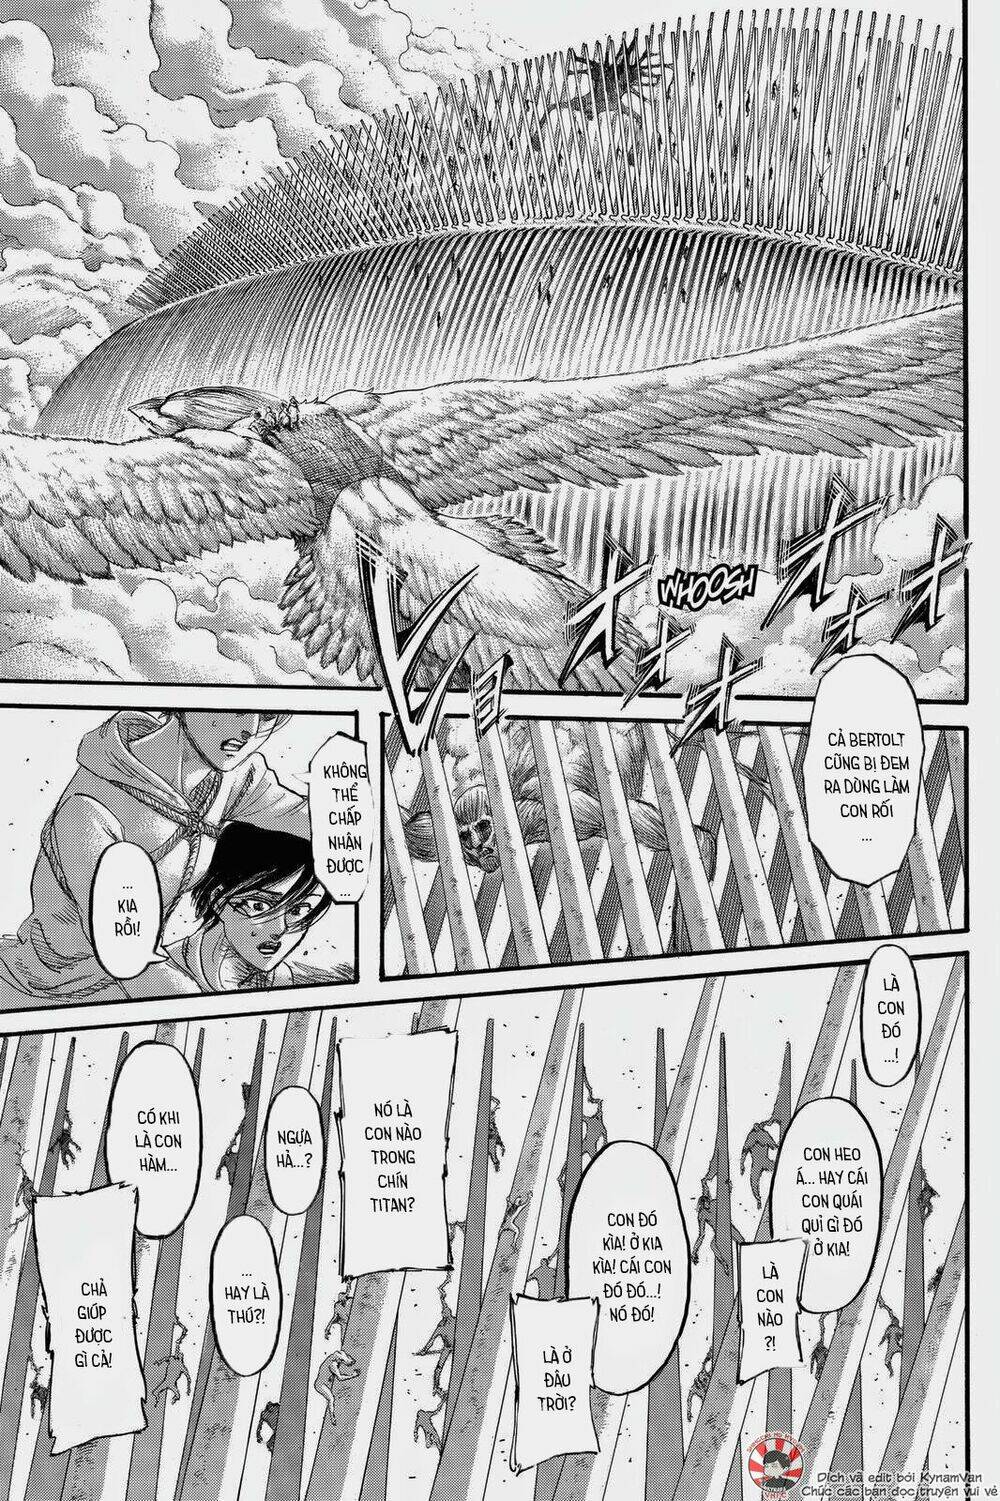 WHOOSH
CẢ BERTOLT
CŨNG BỊ ĐEM
RA DÙNG LÀM
CON RỐI
...
KHÔNG
THỂ
CHẤP
NHẬN
ĐƯỢC
...
...
KIA
RỒI!
LÀ
CON
ĐÓ
...!
CON HEO
Á... HAY CÁI
CON QUÁI
QUỈ GÌ ĐÓ
Ở KIA!
LÀ
CON
NÀO
?!
CON ĐÓ
KÌA! Ở KIA
KÌA! CÁI CON
ĐÓ ĐÓ...!
NÓ ĐÓ!
LÀ Ở
ĐÂU
TRỜI?
NÓ LÀ
CON NÀO
TRONG
CHÍN
TITAN?
NGỰA
HẢ...?
...
HAY LÀ
THÚ?!
CÓ KHI
LÀ CON
HÀM...
CHẢ
GIÚP
ĐƯỢC
GÌ CẢ!
Dịch và edit bởi KynamVan
Chúc các bạn đọc truyện vui vẻ